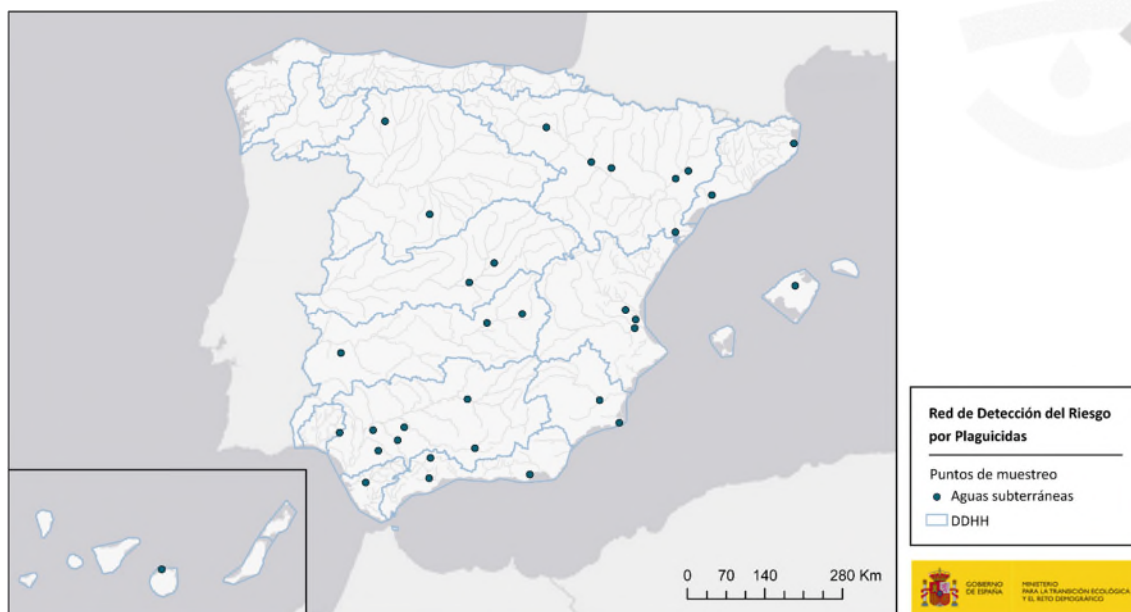 Red de Detección del Riesgo
por Plaguicidas
Puntos de muestreo
Aguas subterráneas
DDHH
0 70 140 280 Km
GOBIERNO
DE ESPAÑA
MINISTERIO
PARA LA TRANSICIÓN ECOLÓGICA
Y EL RETO DEMOGRÁFICO